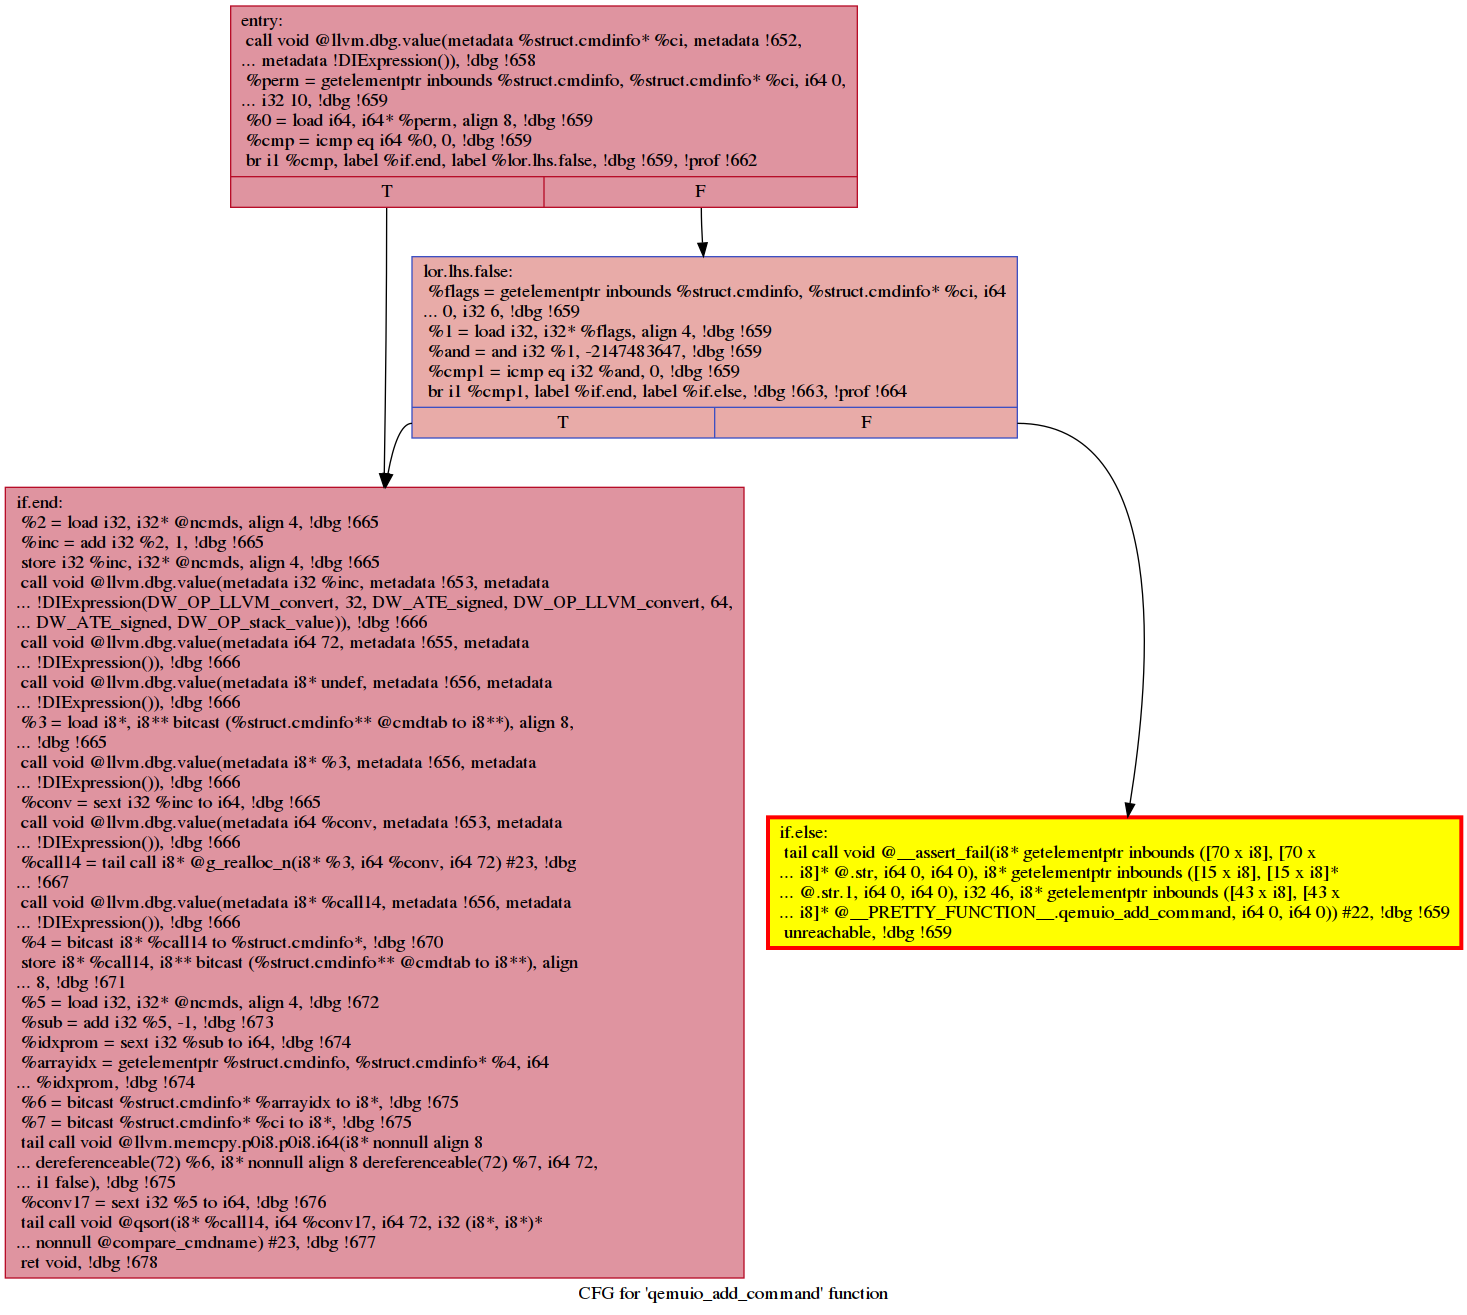 entry:
call void @llvm.dbg.value(metadata %struct.cmdinfo* %ci, metadata !652,
... metadata !DIExpression()), !dbg !658
%perm = getelementptr inbounds %struct.cmdinfo, %struct.cmdinfo* %ci, i64 0,
... i32 10, !dbg !659
%0 = load i64, i64* %perm, align 8, !dbg !659
%cmp = icmp eq i64 %0, 0, !dbg !659
br i1 %cmp, label %if.end, label %lor.lhs.false, !dbg !659, !prof !662
T
F
lor.lhs.false:
%flags = getelementptr inbounds %struct.cmdinfo, %struct.cmdinfo* %ci, i64
... 0, i32 6, !dbg !659
%1 = load i32, i32* %flags, align 4, !dbg !659
%and = and i32 %1, -2147483647, !dbg !659
%cmp1 = icmp eq i32 %and, 0, !dbg !659
br i1 %cmp1, label %if.end, label %if.else, !dbg !663, !prof !664
T
F
if.end:
%2 = load i32, i32* @ncmds, align 4, !dbg !665
%inc = add i32 %2, 1, !dbg !665
store i32 %inc, i32* @ncmds, align 4, !dbg !665
call void @llvm.dbg.value(metadata i32 %inc, metadata !653, metadata
... !DIExpression(DW_OP_LLVM_convert, 32, DW_ATE_signed, DW_OP_LLVM_convert, 64,
... DW_ATE_signed, DW_OP_stack_value)), !dbg !666
call void @llvm.dbg.value(metadata i64 72, metadata !655, metadata
... !DIExpression()), !dbg !666
call void @llvm.dbg.value(metadata i8* undef, metadata !656, metadata
... !DIExpression()), !dbg !666
%3 = load i8*, i8** bitcast (%struct.cmdinfo** @cmdtab to i8**), align 8,
... !dbg !665
call void @llvm.dbg.value(metadata i8* %3, metadata !656, metadata
... !DIExpression()), !dbg !666
%conv = sext i32 %inc to i64, !dbg !665
call void @llvm.dbg.value(metadata i64 %conv, metadata !653, metadata
... !DIExpression()), !dbg !666
%call14 = tail call i8* @g_realloc_n(i8* %3, i64 %conv, i64 72) #23, !dbg
... !667
call void @llvm.dbg.value(metadata i8* %call14, metadata !656, metadata
... !DIExpression()), !dbg !666
%4 = bitcast i8* %call14 to %struct.cmdinfo*, !dbg !670
store i8* %call14, i8** bitcast (%struct.cmdinfo** @cmdtab to i8**), align
... 8, !dbg !671
%5 = load i32, i32* @ncmds, align 4, !dbg !672
%sub = add i32 %5, -1, !dbg !673
%idxprom = sext i32 %sub to i64, !dbg !674
%arrayidx = getelementptr %struct.cmdinfo, %struct.cmdinfo* %4, i64
... %idxprom, !dbg !674
%6 = bitcast %struct.cmdinfo* %arrayidx to i8*, !dbg !675
%7 = bitcast %struct.cmdinfo* %ci to i8*, !dbg !675
tail call void @llvm.memcpy.p0i8.p0i8.i64(i8* nonnull align 8
... dereferenceable(72) %6, i8* nonnull align 8 dereferenceable(72) %7, i64 72,
... i1 false), !dbg !675
%conv17 = sext i32 %5 to i64, !dbg !676
tail call void @qsort(i8* %call14, i64 %conv17, i64 72, i32 (i8*, i8*)*
... nonnull @compare_cmdname) #23, !dbg !677
ret void, !dbg !678
if.else:
tail call void @__assert_fail(i8* getelementptr inbounds ([70 x i8], [70 x
... i8]* @.str, i64 0, i64 0), i8* getelementptr inbounds ([15 x i8], [15 x i8]*
... @.str.1, i64 0, i64 0), i32 46, i8* getelementptr inbounds ([43 x i8], [43 x
... i8]* @__PRETTY_FUNCTION__.qemuio_add_command, i64 0, i64 0)) #22, !dbg !659
unreachable, !dbg !659
CFG for 'qemuio_add_command' function